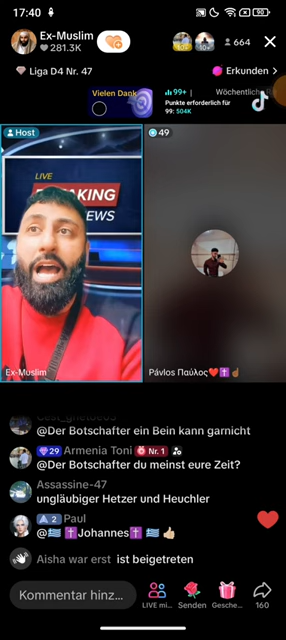 17:40
90
Ex-Muslim
281.3K
10+
664
Liga D4 Nr. 47
Erkunden >
Vielen Dank
99+ |
Wöchentliche
Punkte erforderlich für
99: 504K
Host
49
LIVE
BREAKING
NEWS
Ex-Muslim
Pávlos Παύλος❤️✝️☝🏾
@Der Botschafter ein Bein kann garnicht
29 Armenia Toni Nr. 1
@Der Botschafter du meinst eure Zeit?
Assassine-47
ungläubiger Hetzer und Heuchler
2 Paul
@🇬🇷 ✝️Johannes✝️ 🇬🇷 👍🏼
Aisha war erst ist beigetreten
Kommentar hinz...
LIVE mi...
Senden
Gesche...
160